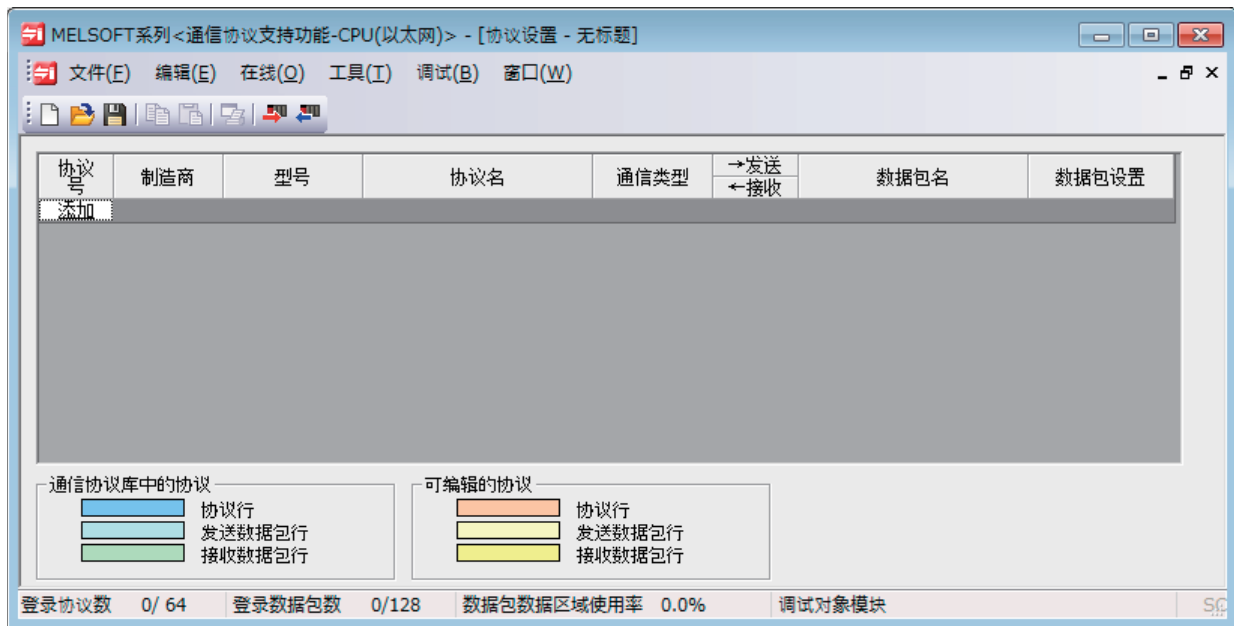 MELSOFT系列<通信协议支持功能-CPU(以太网)> - [协议设置 - 无标题]
文件(F) 编辑(E) 在线(O) 工具(T) 调试(B) 窗口(W)
协议号 制造商 型号 协议名 通信类型 →发送 数据包名 数据包设置
←接收
添加
通信协议库中的协议 可编辑的协议
协议行 协议行
发送数据包行 发送数据包行
接收数据包行 接收数据包行
登录协议数 0/ 64 登录数据包数 0/128 数据包数据区域使用率 0.0% 调试对象模块